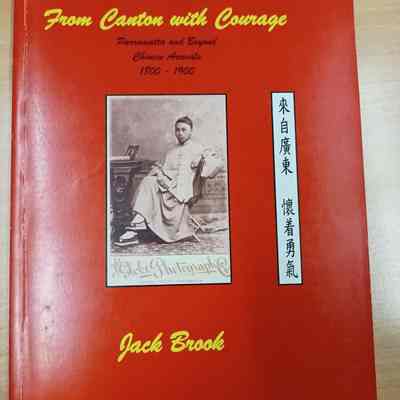 From Canton with Courage
Parramatta and Beyond
Chinese Arrivals
1800 - 1900
來自廣東 懷着勇氣
Photograph Co
Jack Brook